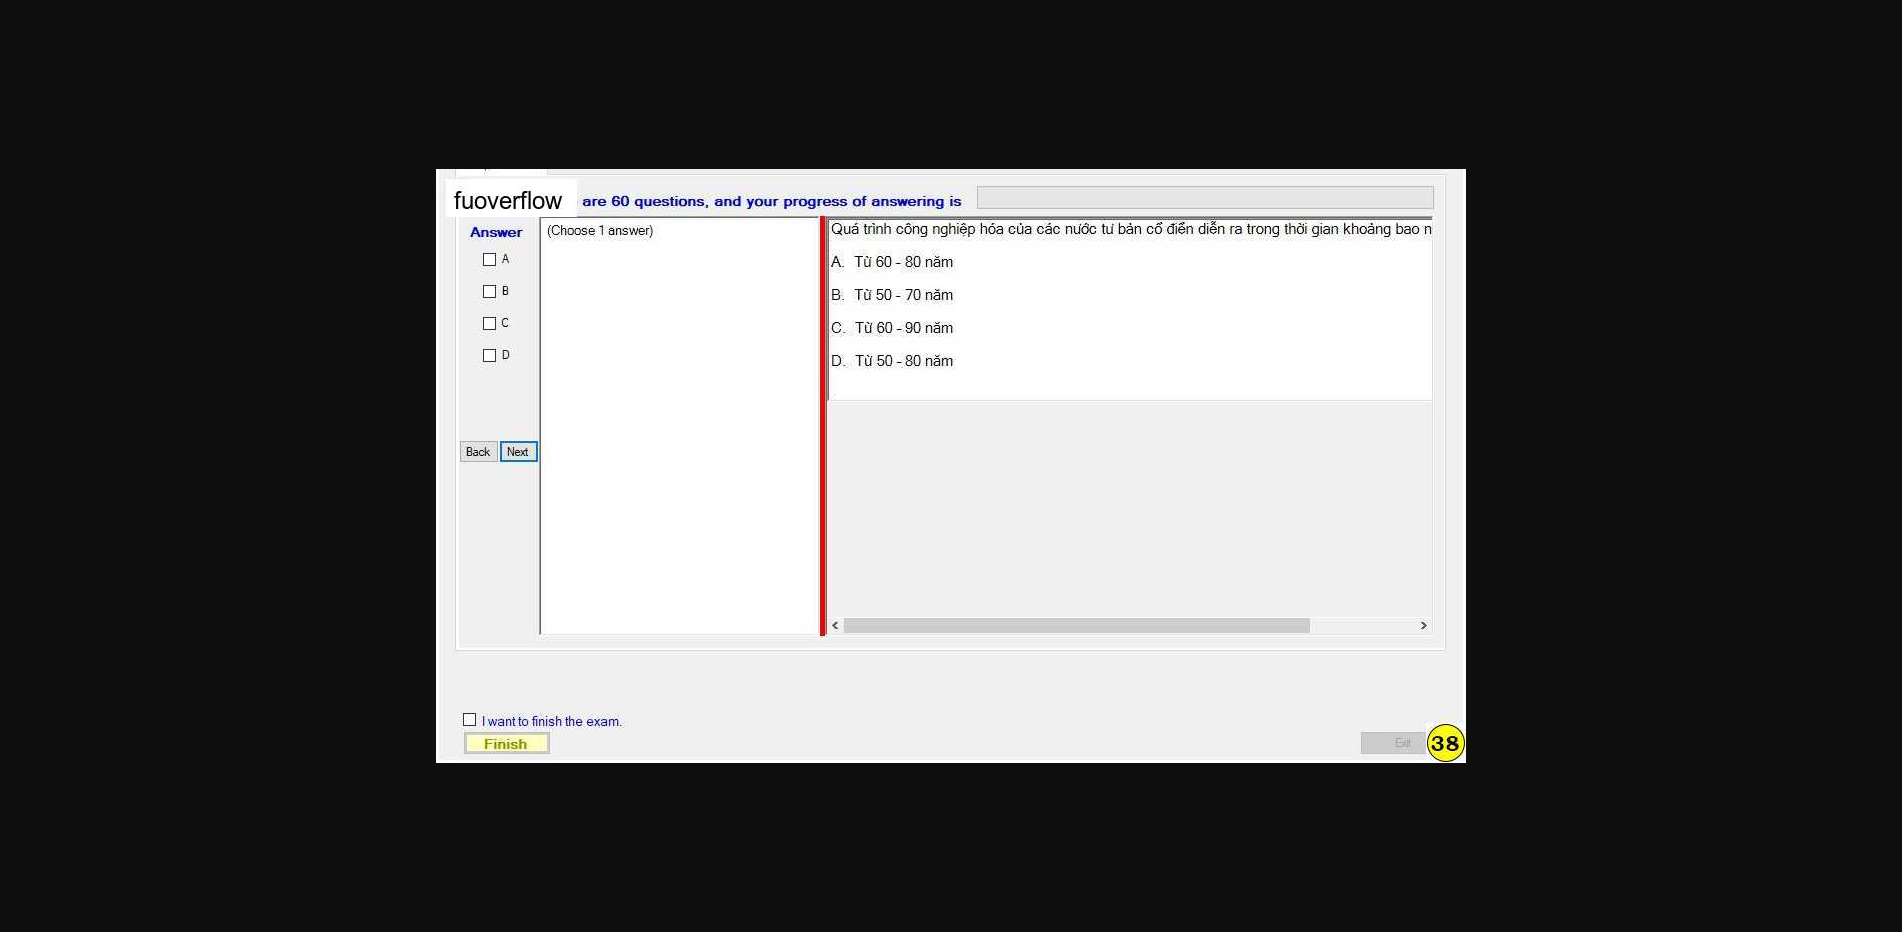 fuoverflow are 60 questions, and your progress of answering is
Answer
A
B
C
D
Back Next
(Choose 1 answer)
Quá trình công nghiệp hóa của các nước tư bản cổ điển diễn ra trong thời gian khoảng bao n
A. Từ 60 - 80 năm
B. Từ 50 - 70 năm
C. Từ 60 - 90 năm
D. Từ 50 - 80 năm
I want to finish the exam.
Finish
Exit
38